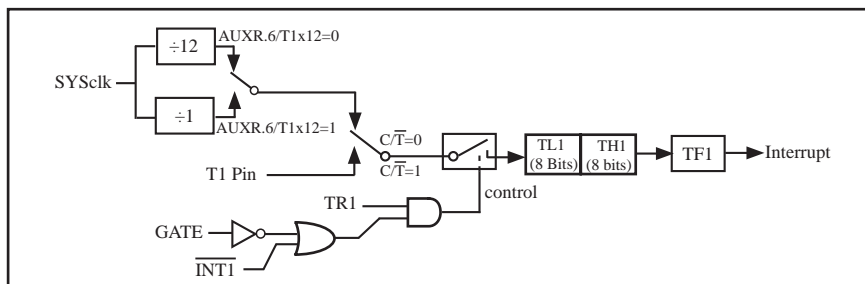 ÷12
AUXR.6/T1x12=0
SYSclk
÷1
AUXR.6/T1x12=1
C/T̅=0
C/T̅=1
T1 Pin
TL1
(8 Bits)
TH1
(8 bits)
TF1
Interrupt
control
TR1
GATE
I̅N̅T̅1̅